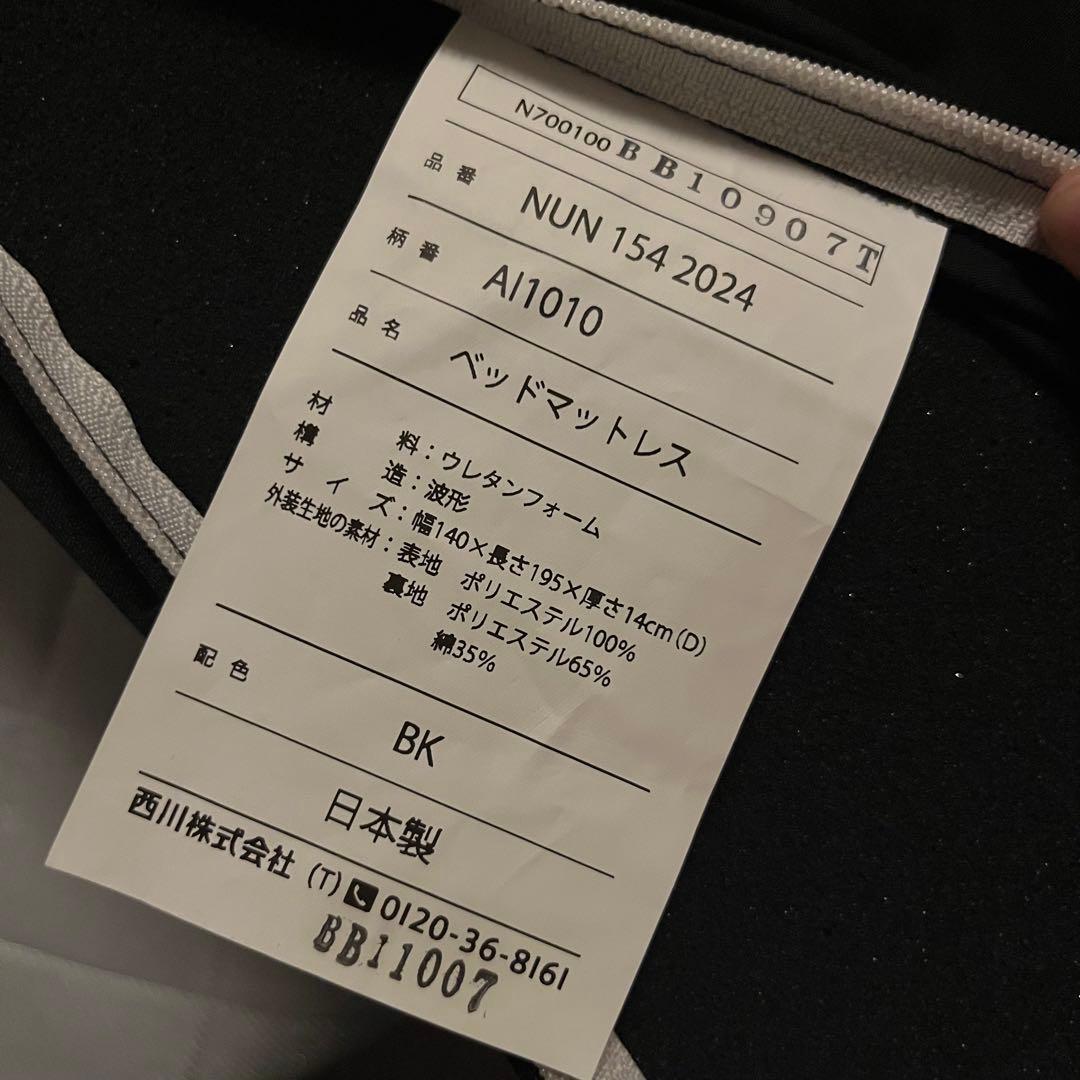 N700100 BB10907T
品番 NUN 154 2024
柄番 AI1010
品名 ベッドマットレス
材料：ウレタンフォーム
構造：波形
サイズ：幅140×長さ195×厚さ14cm（D）
外装生地の素材：表地 ポリエステル100%
裏地 ポリエステル65%
綿35%
配色 BK
日本製
西川株式会社（T） 0120-36-8161
BB11007